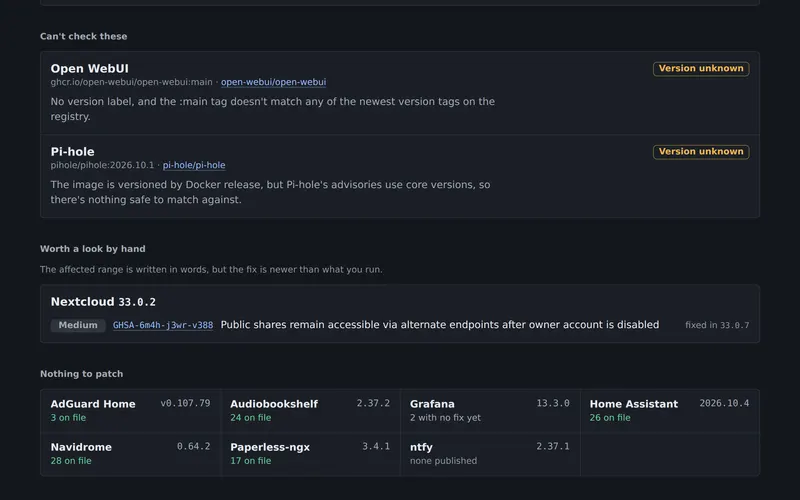 Can't check these
Open WebUI
Version unknown
ghcr.io/open-webui/open-webui:main · open-webui/open-webui
No version label, and the :main tag doesn't match any of the newest version tags on the
registry.
Pi-hole
Version unknown
pihole/pihole:2026.10.1 · pi-hole/pi-hole
The image is versioned by Docker release, but Pi-hole's advisories use core versions, so
there's nothing safe to match against.
Worth a look by hand
The affected range is written in words, but the fix is newer than what you run.
Nextcloud 33.0.2
Medium GHSA-6m4h-j3wr-v388 Public shares remain accessible via alternate endpoints after owner account is disabled fixed in 33.0.7
Nothing to patch
AdGuard Home v0.107.79
3 on file
Audiobookshelf 2.37.2
24 on file
Grafana 13.3.0
2 with no fix yet
Home Assistant 2026.10.4
26 on file
Navidrome 0.64.2
28 on file
Paperless-ngx 3.4.1
17 on file
ntfy 2.37.1
none published